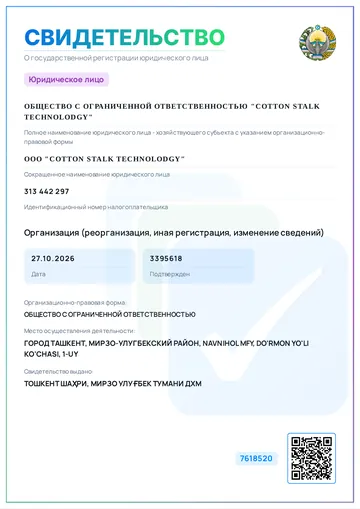 СВИДЕТЕЛЬСТВО
О государственной регистрации юридического лица
Юридическое лицо
ОБЩЕСТВО С ОГРАНИЧЕННОЙ ОТВЕТСТВЕННОСТЬЮ "COTTON STALK
TECHNOLODGY"
Полное наименование юридического лица - хозяйствующего субъекта с указанием организационно-
правовой формы
ООО "COTTON STALK TECHNOLODGY"
Сокращенное наименование юридического лица
313 442 297
Идентификационный номер налогоплательщика
Организация (реорганизация, иная регистрация, изменение сведений)
27.10.2026
Дата
3395618
Подтвержден
Организационно-правовая форма:
ОБЩЕСТВО С ОГРАНИЧЕННОЙ ОТВЕТСТВЕННОСТЬЮ
Место осуществления деятельности:
ГОРОД ТАШКЕНТ, МИРЗО-УЛУГБЕКСКИЙ РАЙОН, NAVNIHOL MFY, DO'RMON YO'LI
KO'CHASI, 1-UY
Свидетельство выдано:
ТОШКЕНТ ШАҲРИ, МИРЗО УЛУҒБЕК ТУМАНИ ДХМ
7618520